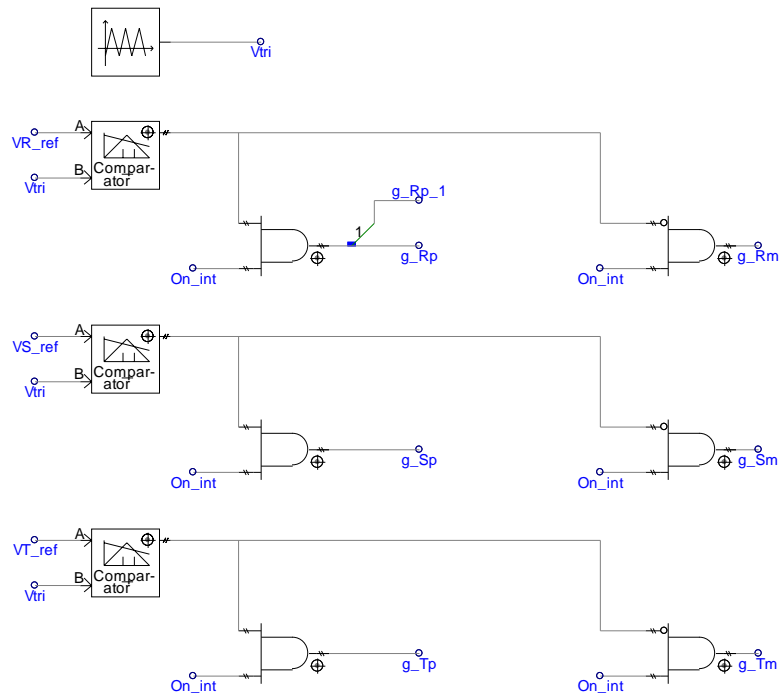 Vtri
A
VR_ref
B
Vtri
Compar-
ator
g_Rp_1
1
g_Rp
g_Rm
On_int
On_int
A
VS_ref
B
Vtri
Compar-
ator
g_Sp
g_Sm
On_int
On_int
A
VT_ref
B
Vtri
Compar-
ator
g_Tp
g_Tm
On_int
On_int